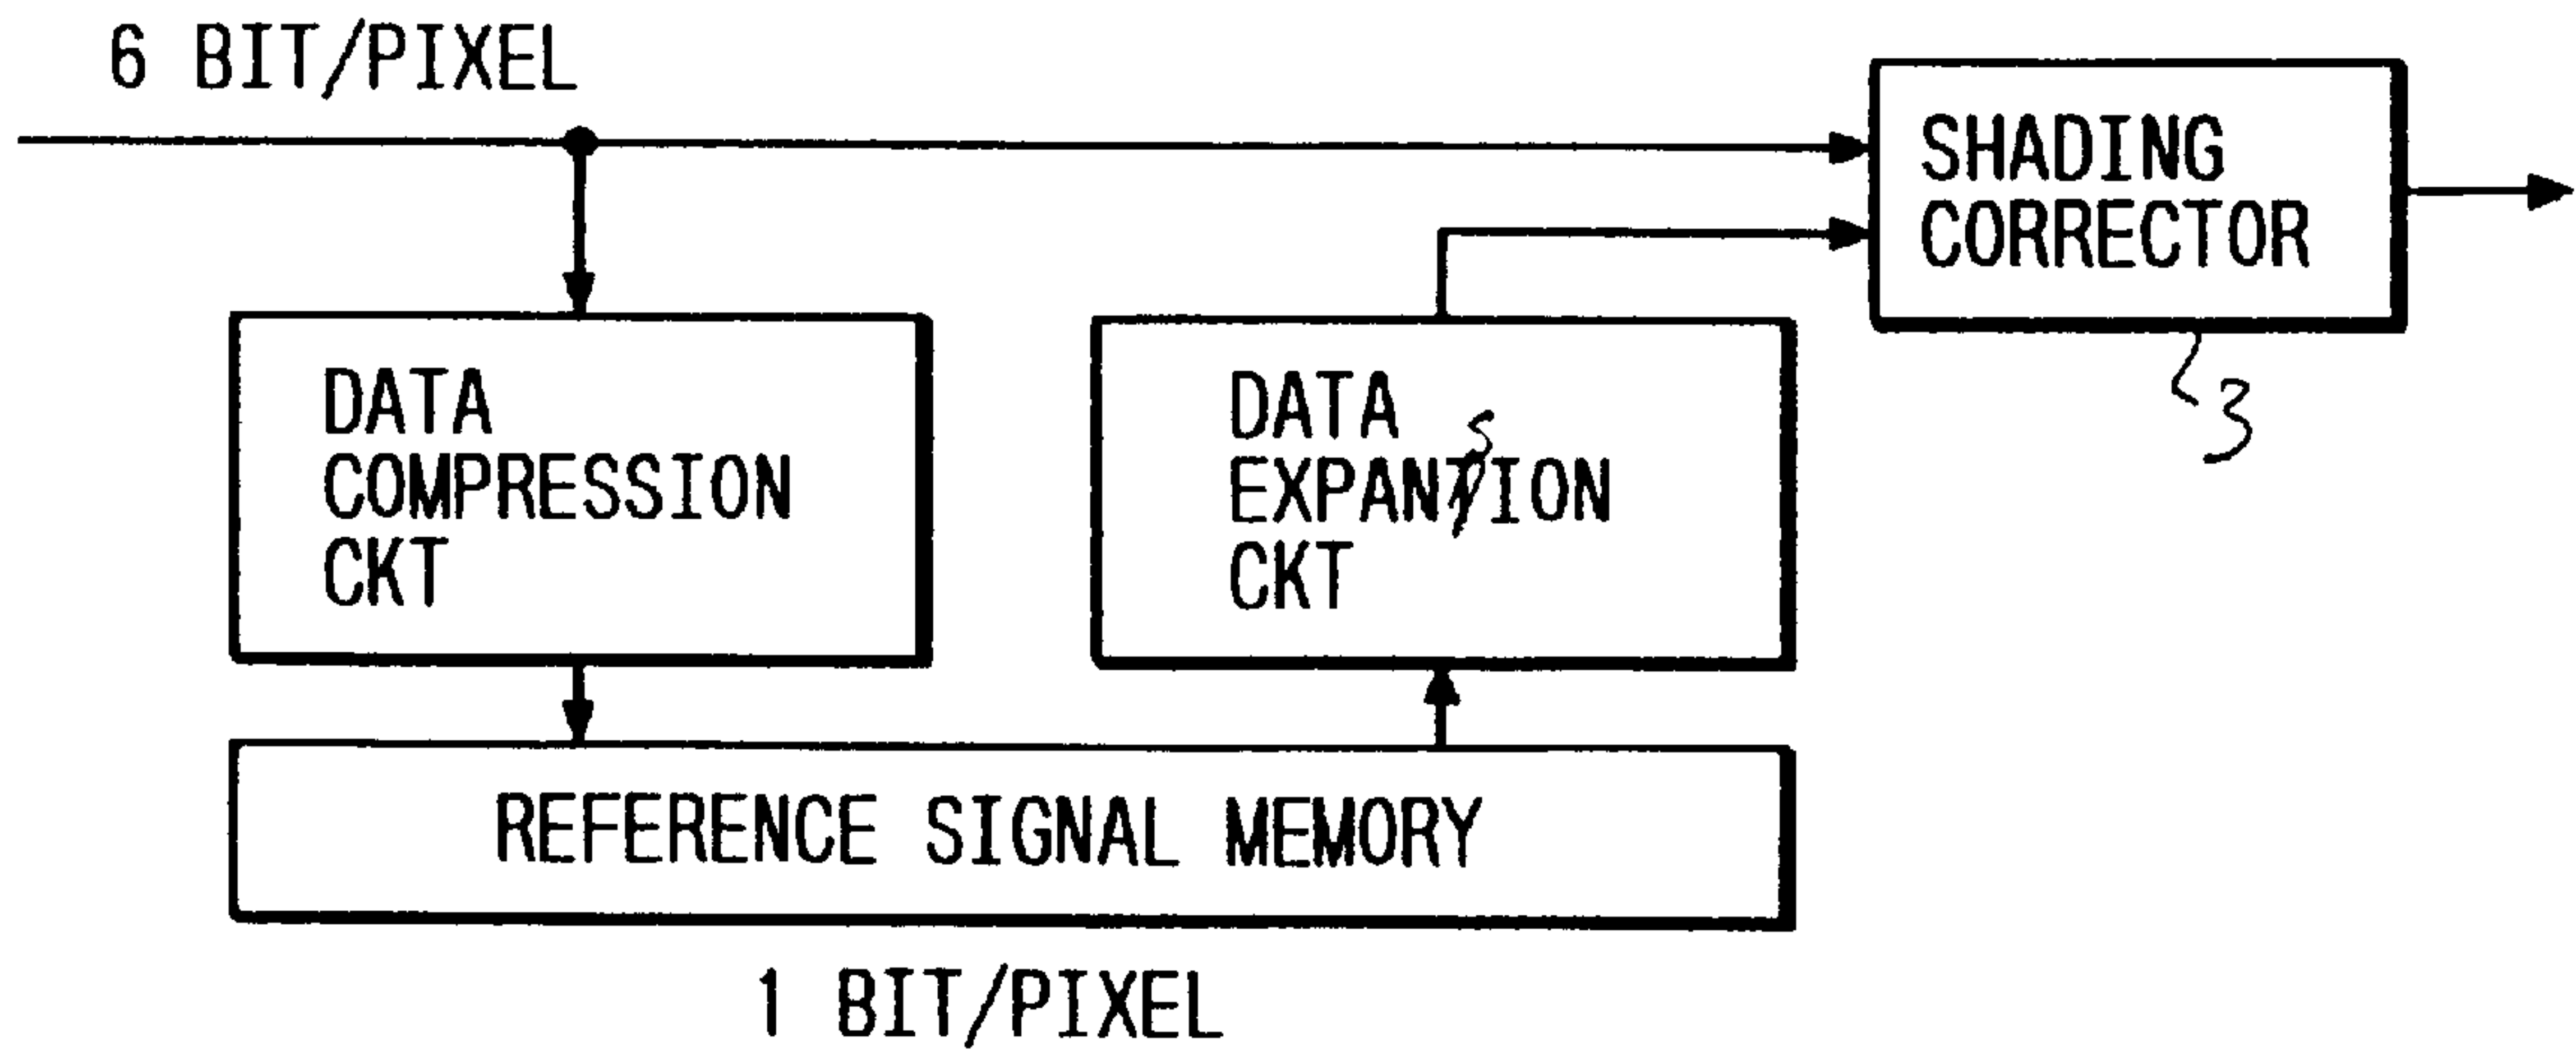 6 BIT/PIXEL
SHADING
CORRECTOR
3
DATA
COMPRESSION
CKT
DATA
s
EXPANTION
CKT
REFERENCE SIGNAL MEMORY
1 BIT/PIXEL